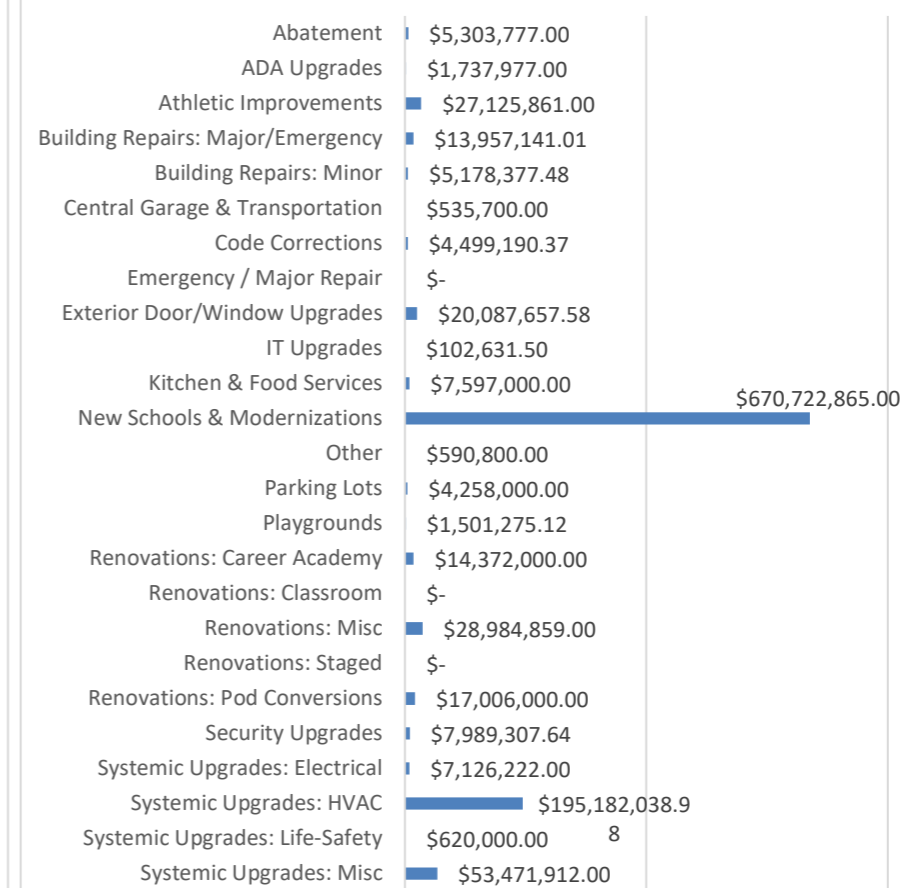 Abatement $5,303,777.00
ADA Upgrades $1,737,977.00
Athletic Improvements $27,125,861.00
Building Repairs: Major/Emergency $13,957,141.01
Building Repairs: Minor $5,178,377.48
Central Garage & Transportation $535,700.00
Code Corrections $4,499,190.37
Emergency / Major Repair $-
Exterior Door/Window Upgrades $20,087,657.58
IT Upgrades $102,631.50
Kitchen & Food Services $7,597,000.00
New Schools & Modernizations $670,722,865.00
Other $590,800.00
Parking Lots $4,258,000.00
Playgrounds $1,501,275.12
Renovations: Career Academy $14,372,000.00
Renovations: Classroom $-
Renovations: Misc $28,984,859.00
Renovations: Staged $-
Renovations: Pod Conversions $17,006,000.00
Security Upgrades $7,989,307.64
Systemic Upgrades: Electrical $7,126,222.00
Systemic Upgrades: HVAC $195,182,038.9
8
Systemic Upgrades: Life-Safety $620,000.00
Systemic Upgrades: Misc $53,471,912.00